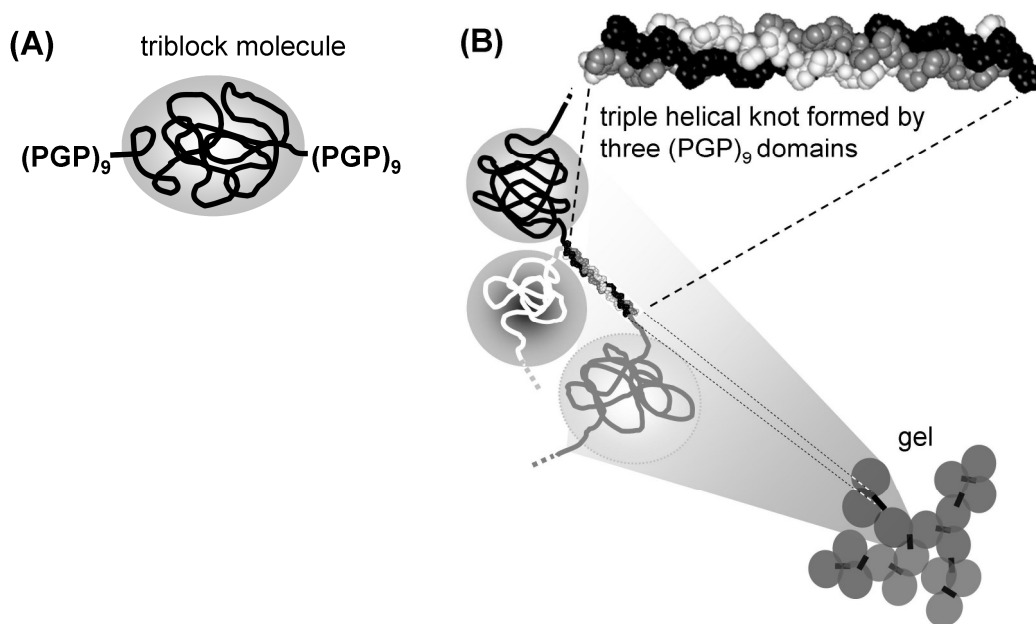 (A)
triblock molecule
(PGP)₉
(PGP)₉
(B)
triple helical knot formed by
three (PGP)₉ domains
gel